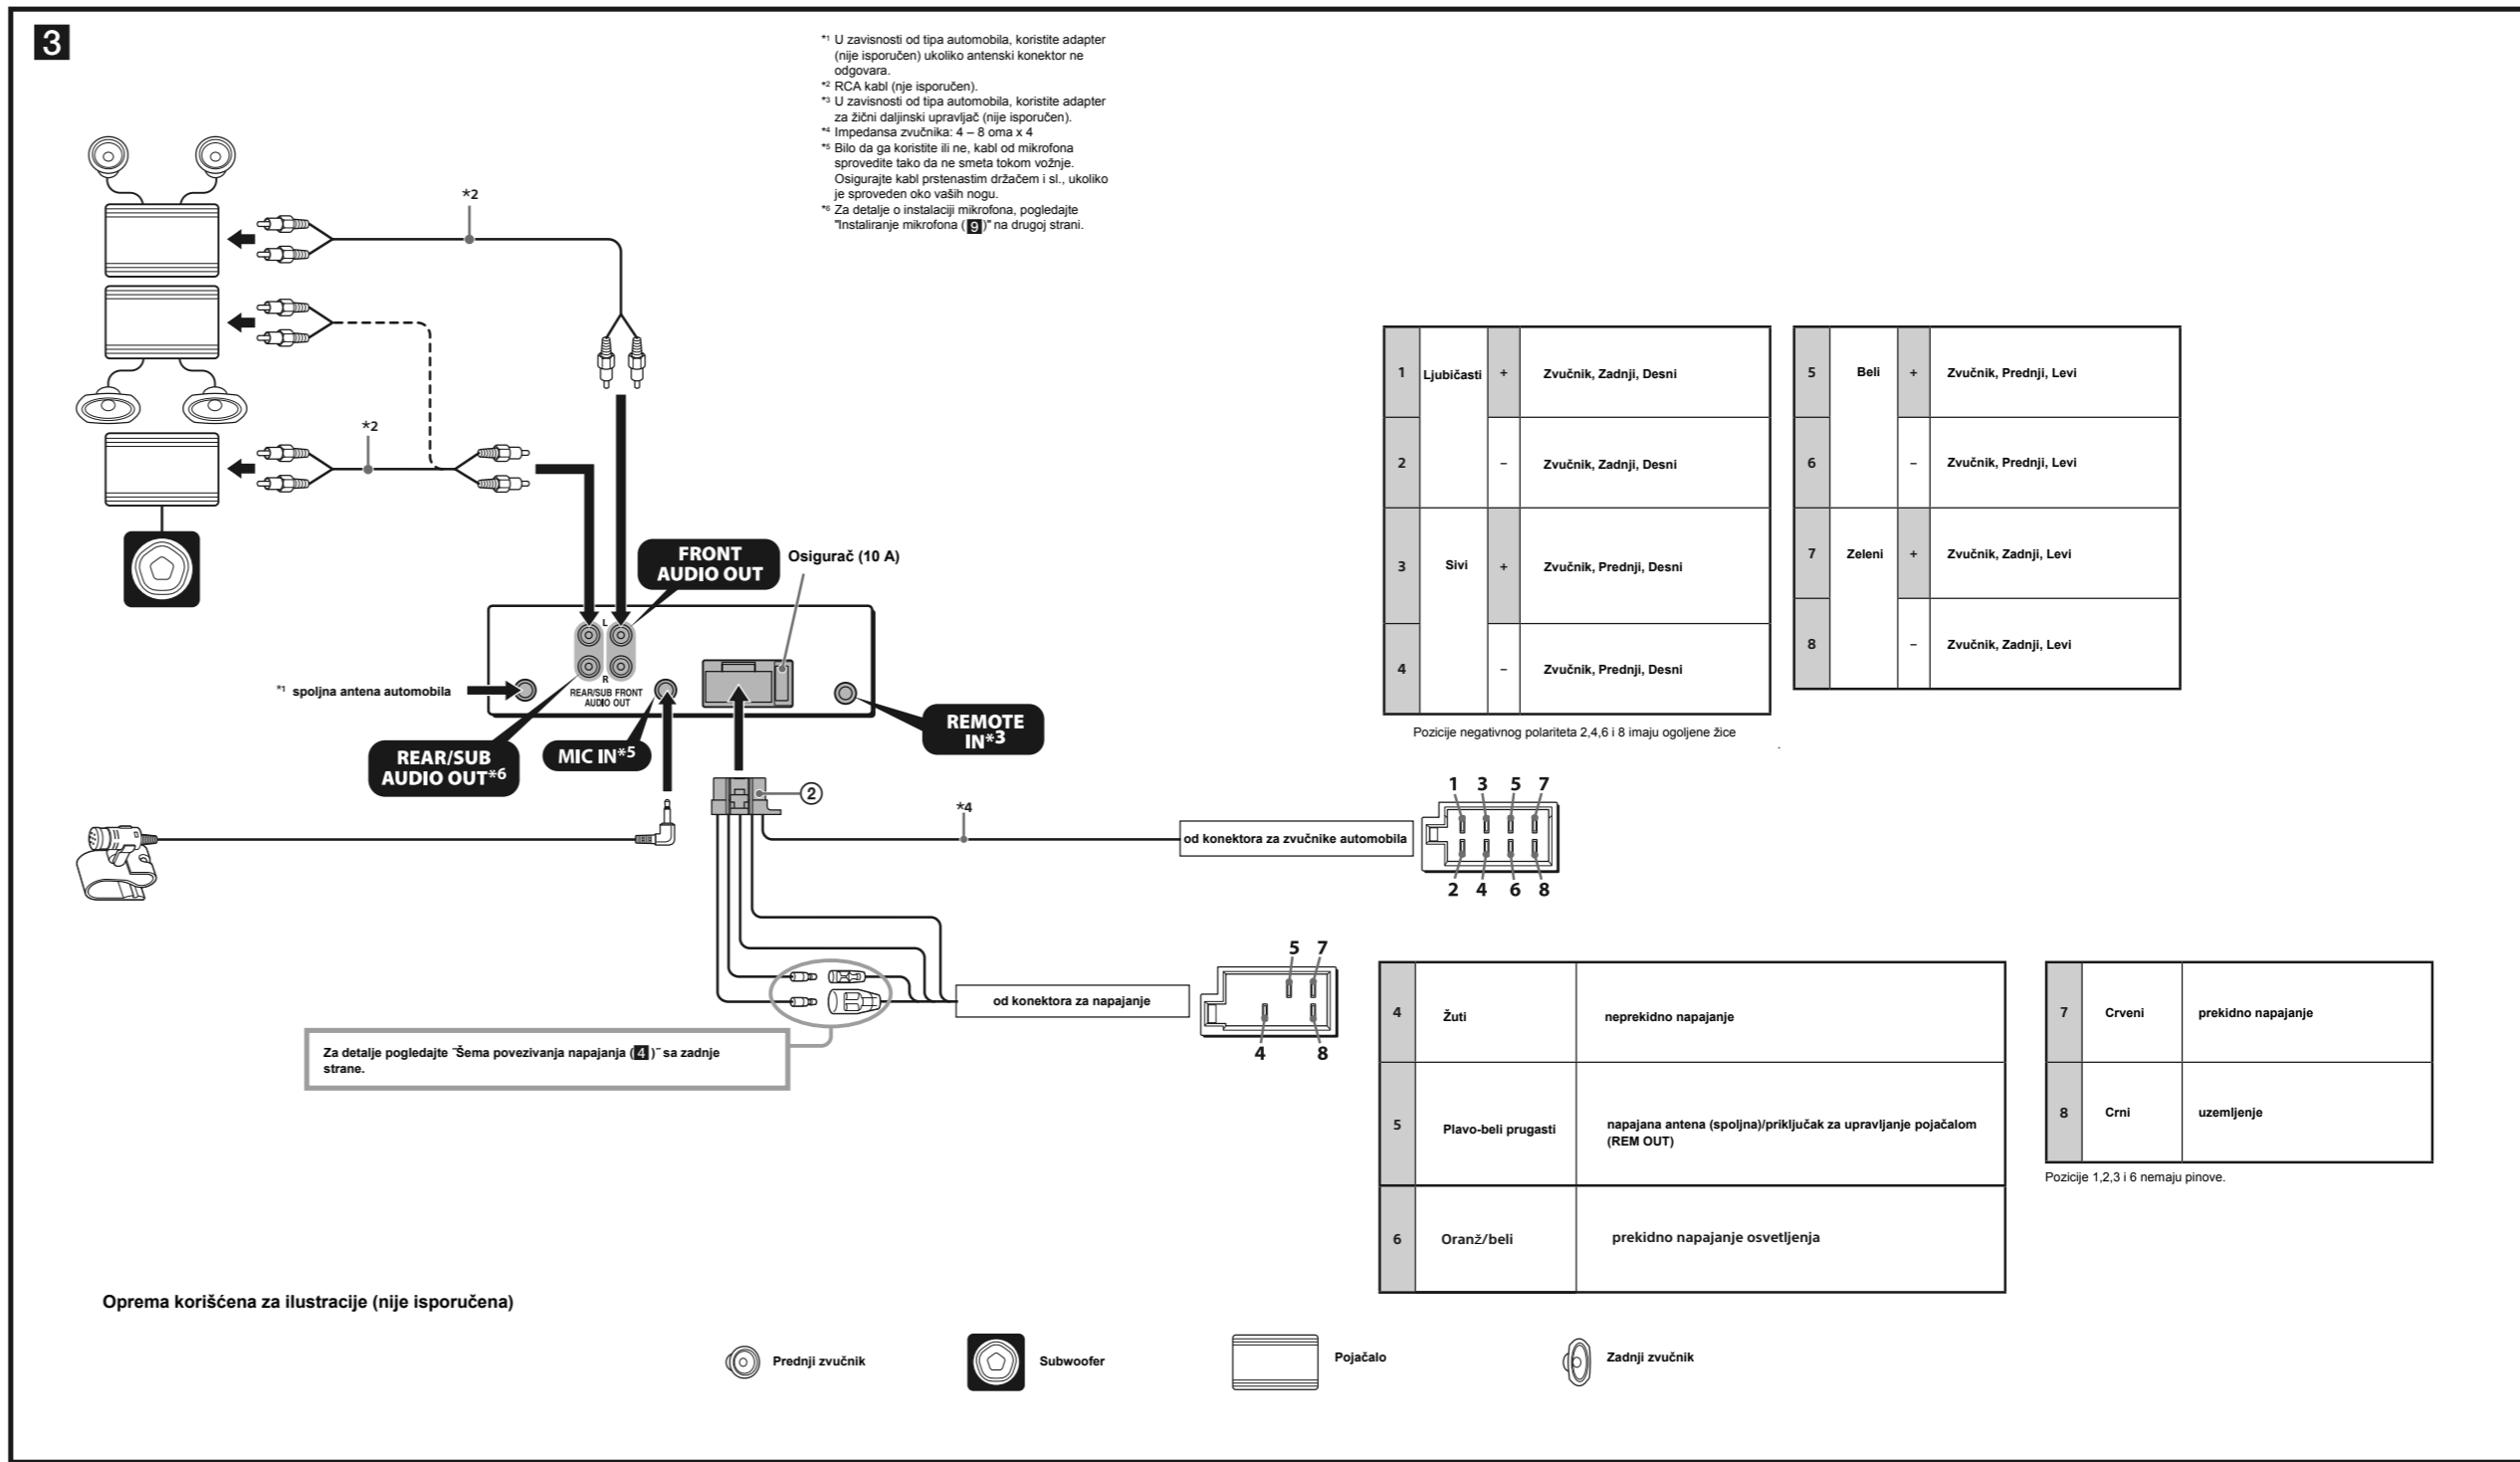 3
*1 U zavisnosti od tipa automobila, koristite adapter
(nije isporučen) ukoliko antenski konektor ne
odgovara.
*2 RCA kabl (nje isporučen).
*3 U zavisnosti od tipa automobila, koristite adapter
za žični daljinski upravljač (nije isporučen).
*4 Impedansa zvučnika: 4 – 8 oma x 4
*5 Bilo da ga koristite ili ne, kabl od mikrofona
sprovedite tako da ne smeta tokom vožnje.
Osigurajte kabl prstenastim držačem i sl., ukoliko
je sproveden oko vaših nogu.
*6 Za detalje o instalaciji mikrofona, pogledajte
"Instaliranje mikrofona (9)" na drugoj strani.
*2
*2
FRONT
AUDIO OUT
Osigurač (10 A)
L
R
REAR/SUB FRONT
AUDIO OUT
*1 spoljna antena automobila
REAR/SUB
AUDIO OUT*6
MIC IN*5
REMOTE
IN*3
2
*4
od konektora za zvučnike automobila
1 3 5 7
2 4 6 8
1 Ljubičasti + Zvučnik, Zadnji, Desni
2 – Zvučnik, Zadnji, Desni
3 Sivi + Zvučnik, Prednji, Desni
4 – Zvučnik, Prednji, Desni
5 Beli + Zvučnik, Prednji, Levi
6 – Zvučnik, Prednji, Levi
7 Zeleni + Zvučnik, Zadnji, Levi
8 – Zvučnik, Zadnji, Levi
Pozicije negativnog polariteta 2,4,6 i 8 imaju ogoljene žice
.
od konektora za napajanje
5 7
4 8
Za detalje pogledajte ˜Šema povezivanja napajanja (4)˜ sa zadnje
strane.
4 Žuti neprekidno napajanje
5 Plavo-beli prugasti napajana antena (spoljna)/priključak za upravljanje pojačalom
(REM OUT)
6 Oranž/beli prekidno napajanje osvetljenja
7 Crveni prekidno napajanje
8 Crni uzemljenje
Pozicije 1,2,3 i 6 nemaju pinove.
Oprema korišćena za ilustracije (nije isporučena)
Prednji zvučnik
Subwoofer
Pojačalo
Zadnji zvučnik